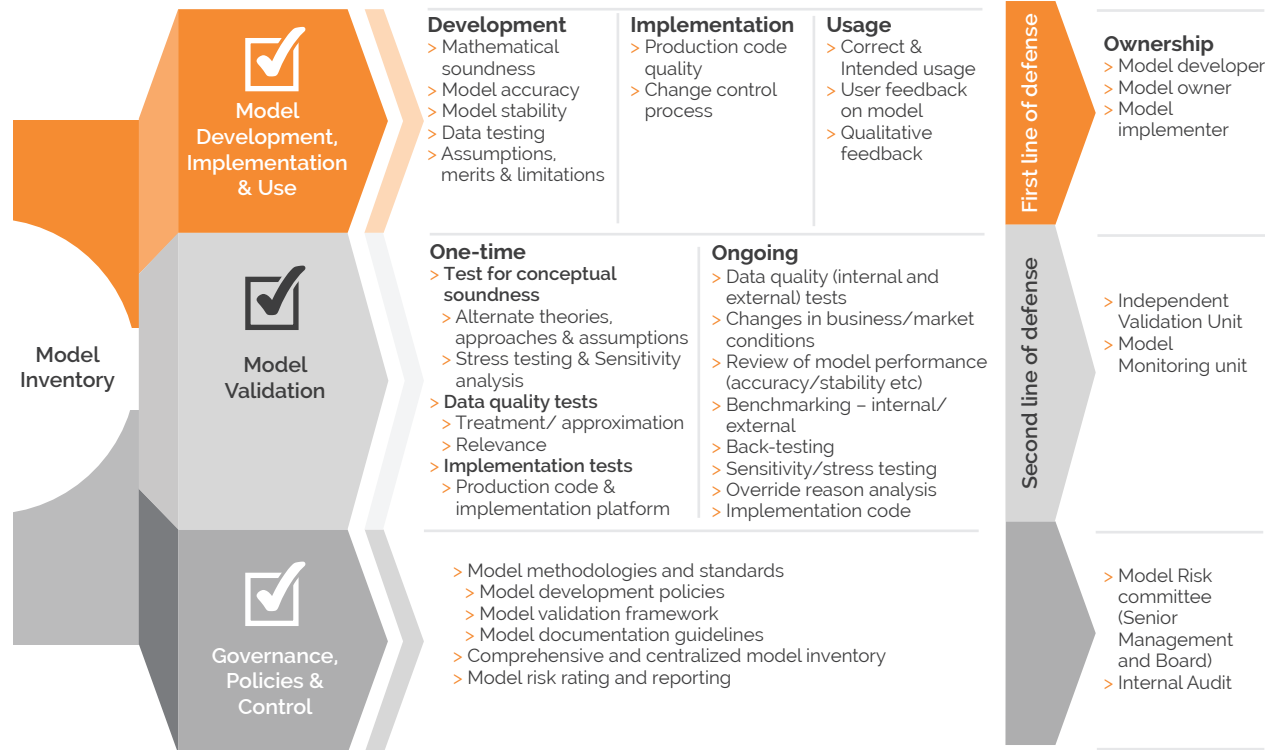 Model
Inventory
Model
Development,
Implementation
& Use
Development
> Mathematical
soundness
> Model accuracy
> Model stability
> Data testing
> Assumptions,
merits & limitations
Implementation
> Production code
quality
> Change control
process
Usage
> Correct &
Intended usage
> User feedback
on model
> Qualitative
feedback
First line of defense
Ownership
> Model developer
> Model owner
> Model
implementer
Model
Validation
One-time
> Test for conceptual
soundness
> Alternate theories,
approaches & assumptions
> Stress testing & Sensitivity
analysis
> Data quality tests
> Treatment/ approximation
> Relevance
> Implementation tests
> Production code &
implementation platform
Ongoing
> Data quality (internal and
external) tests
> Changes in business/market
conditions
> Review of model performance
(accuracy/stability etc)
> Benchmarking – internal/
external
> Back-testing
> Sensitivity/stress testing
> Override reason analysis
> Implementation code
Second line of defense
> Independent
Validation Unit
> Model
Monitoring unit
Governance,
Policies &
Control
> Model methodologies and standards
> Model development policies
> Model validation framework
> Model documentation guidelines
> Comprehensive and centralized model inventory
> Model risk rating and reporting
> Model Risk
committee
(Senior
Management
and Board)
> Internal Audit